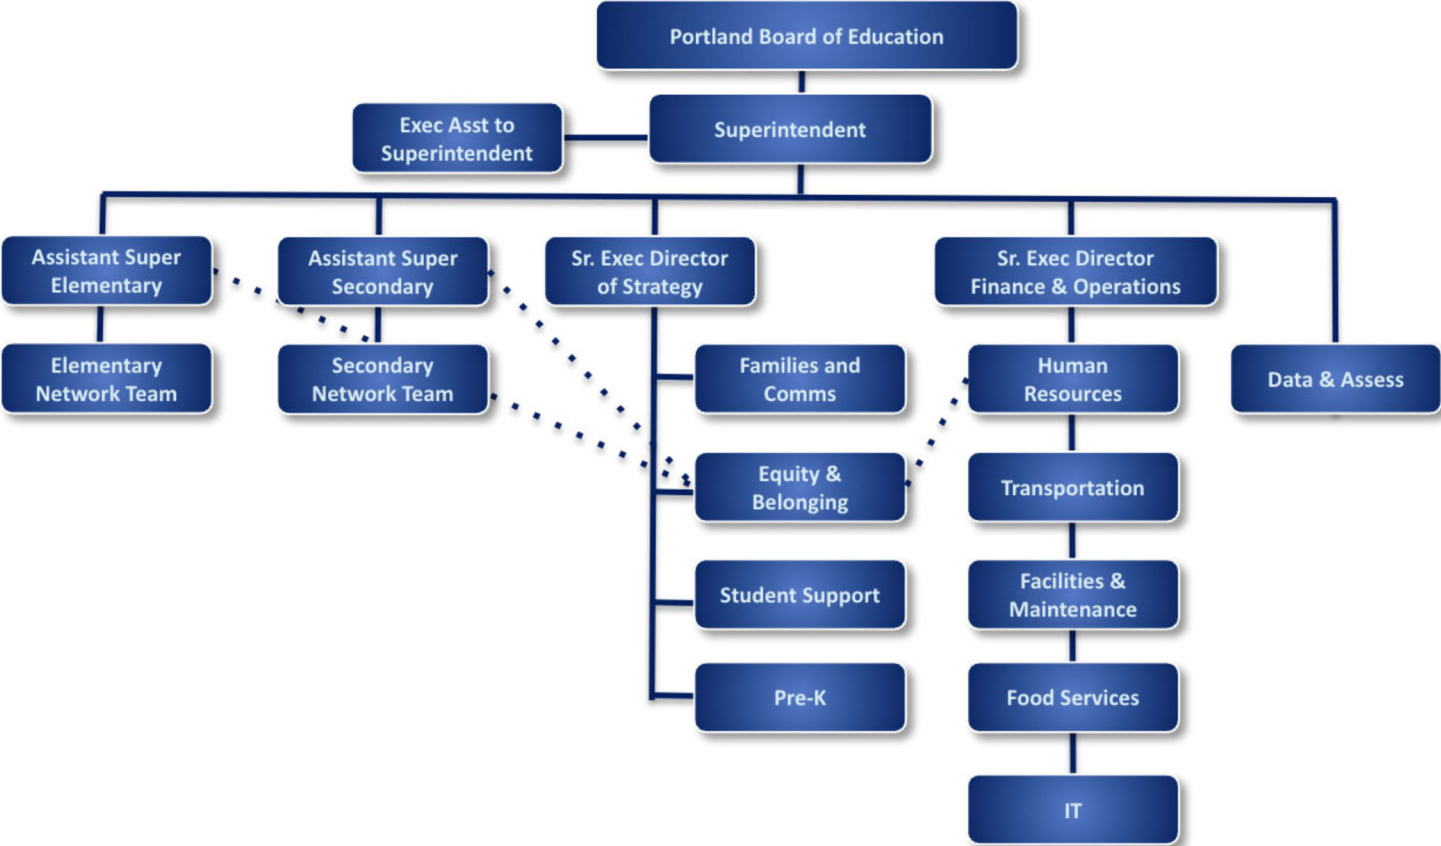 Portland Board of Education
Exec Asst to
Superintendent
Superintendent
Assistant Super
Elementary
Assistant Super
Secondary
Sr. Exec Director
of Strategy
Sr. Exec Director
Finance & Operations
Elementary
Network Team
Secondary
Network Team
Families and
Comms
Human
Resources
Data & Assess
Equity &
Belonging
Transportation
Student Support
Facilities &
Maintenance
Pre-K
Food Services
IT